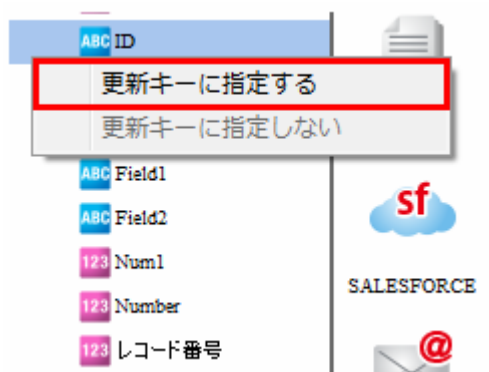 ABC ID
更新キーに指定する
更新キーに指定しない
ABC Field1
ABC Field2
sf
123 Num1
SALESFORCE
123 Number
@
123 レコード番号